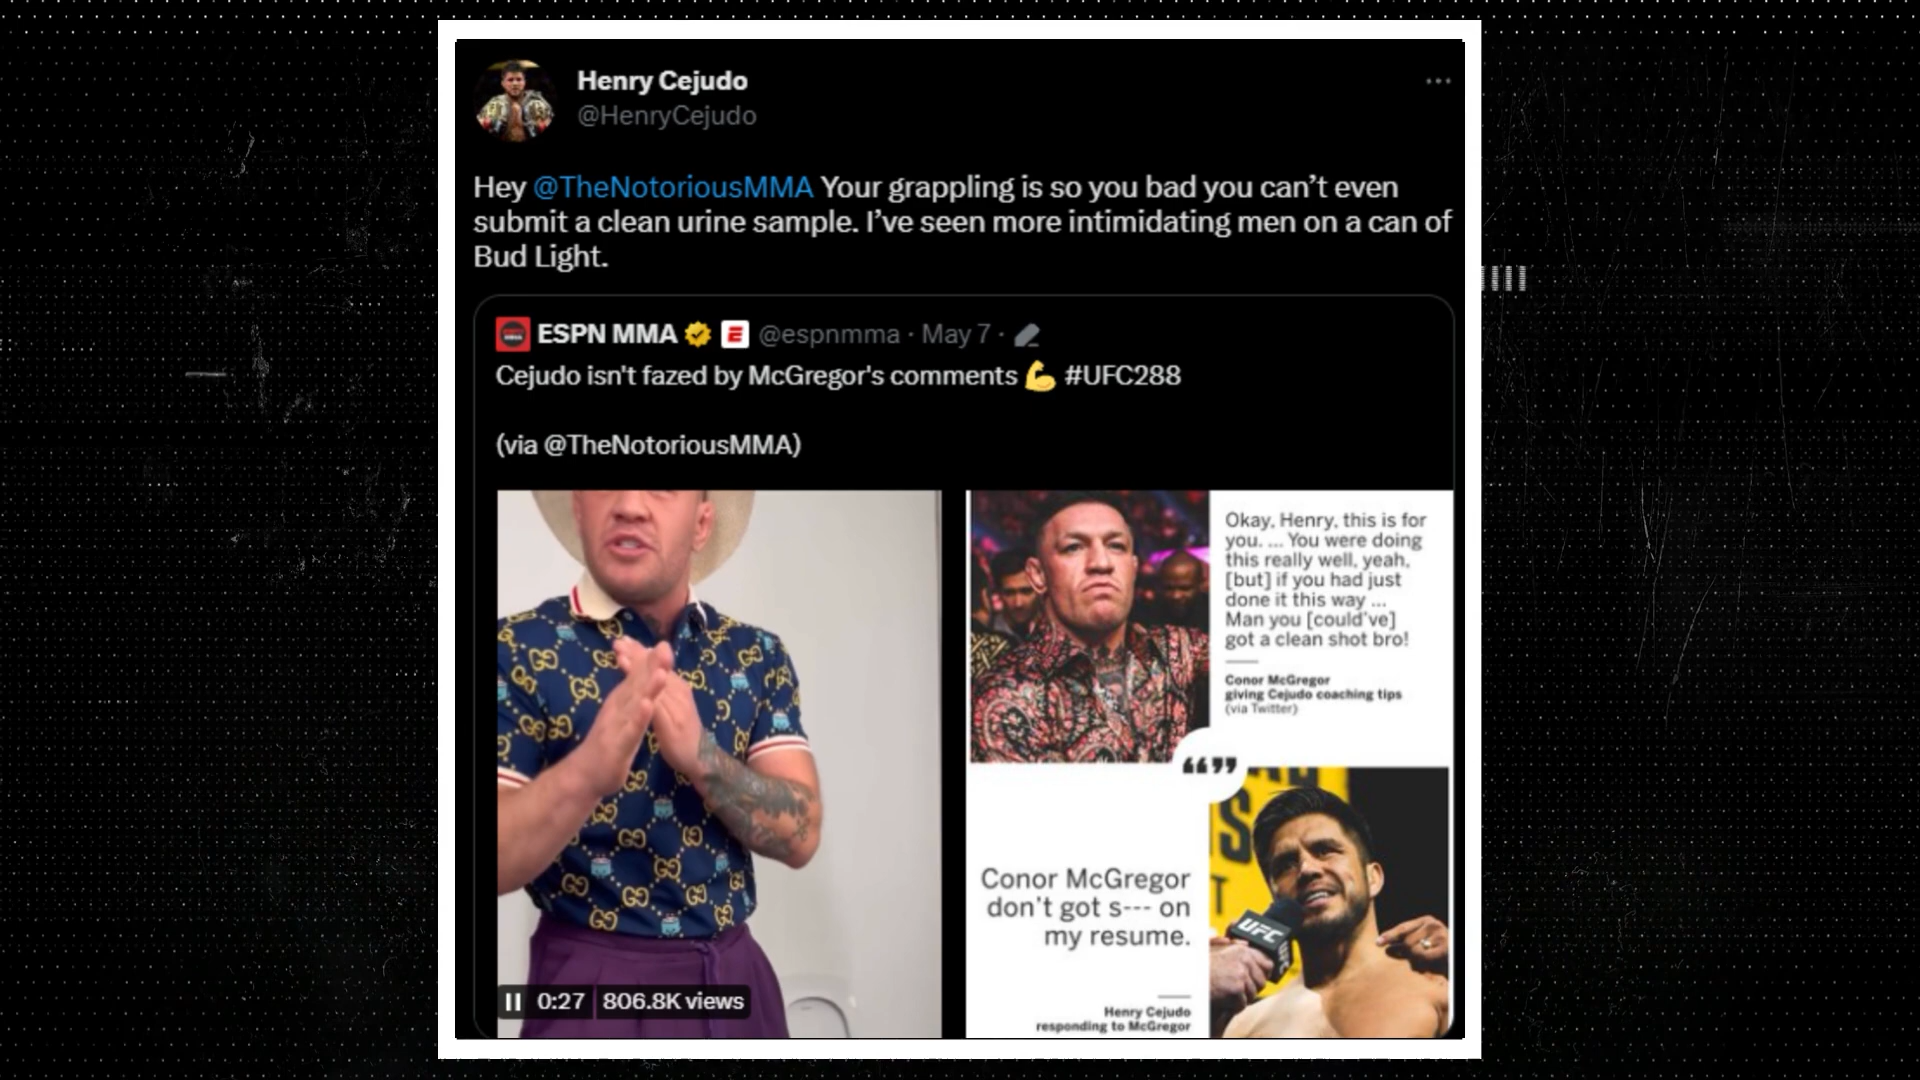 Henry Cejudo
@HenryCejudo
Hey @TheNotoriousMMA Your grappling is so you bad you can’t even
submit a clean urine sample. I’ve seen more intimidating men on a can of
Bud Light.
ESPN MMA @espnmma · May 7 ·
Cejudo isn't fazed by McGregor's comments 💪 #UFC288
(via @TheNotoriousMMA)
Okay, Henry, this is for
you. ... You were doing
this really well, yeah,
[but] if you had just
done it this way ...
Man you [could've]
got a clean shot bro!
Conor McGregor
giving Cejudo coaching tips
(via Twitter)
Conor McGregor
don't got s--- on
my resume.
Henry Cejudo
responding to McGregor
UFC
0:27 806.8K views